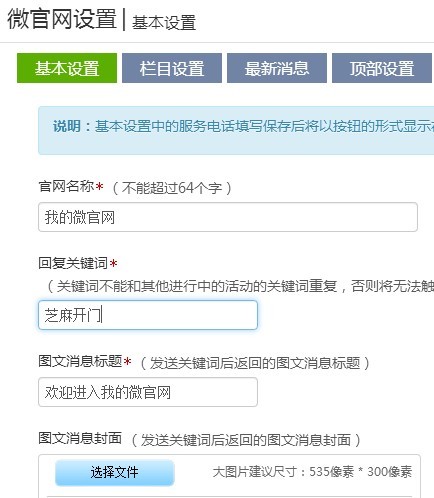 微官网设置| 基本设置
基本设置 栏目设置 最新消息 顶部设置
说明：基本设置中的服务电话填写保存后将以按钮的形式显示
官网名称*（不能超过64个字）
我的微官网
回复关键词*
（关键词不能和其他进行中的活动的关键词重复，否则将无法触
芝麻开门
图文消息标题*（发送关键词后返回的图文消息标题）
欢迎进入我的微官网
图文消息封面（发送关键词后返回的图文消息封面）
选择文件 大图片建议尺寸：535像素 * 300像素